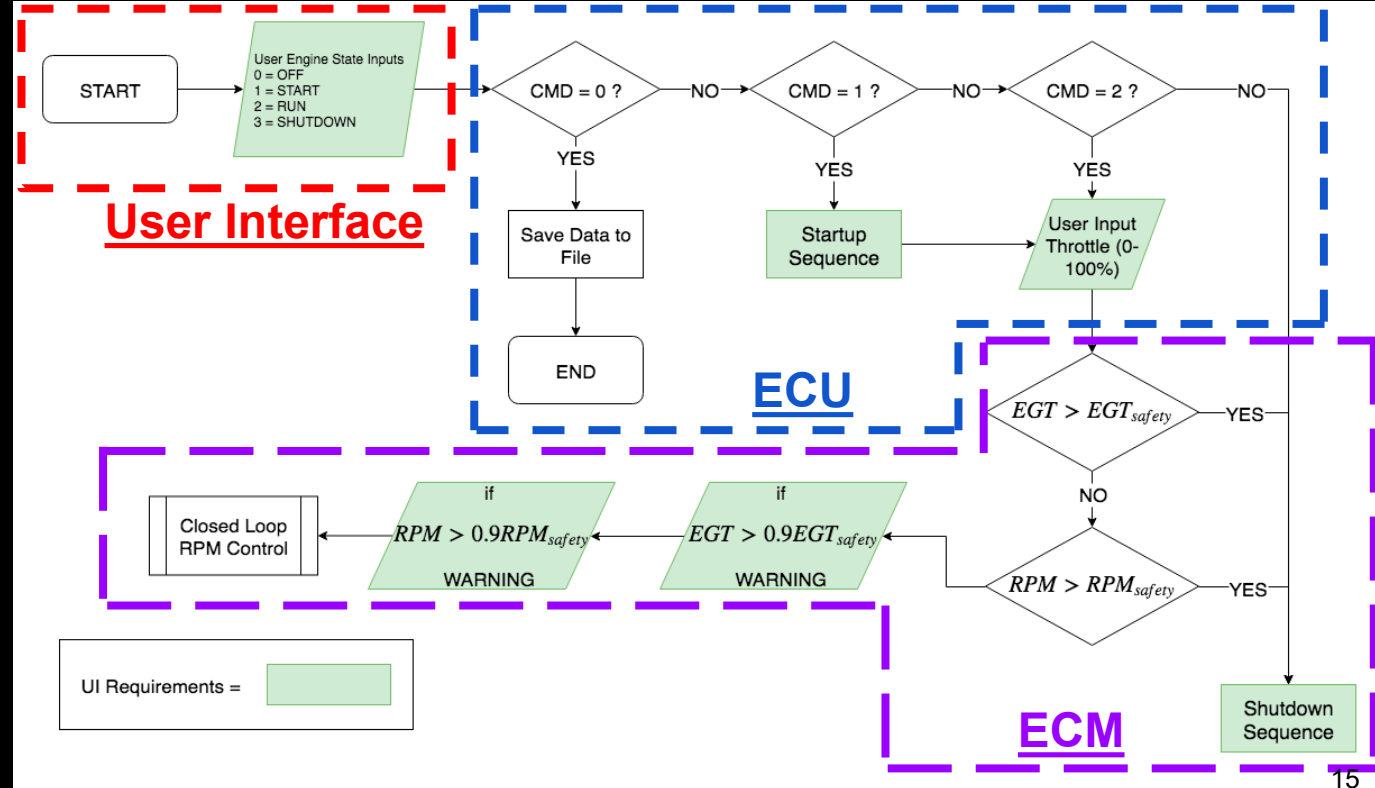 START
User Engine State Inputs
0 = OFF
1 = START
2 = RUN
3 = SHUTDOWN
User Interface
CMD = 0 ?
NO
CMD = 1 ?
NO
CMD = 2 ?
NO
YES
YES
YES
Save Data to
File
Startup
Sequence
User Input
Throttle (0-
100%)
END
ECU
EGT > EGT_safety
YES
NO
RPM > RPM_safety
YES
if
EGT > 0.9EGT_safety
WARNING
if
RPM > 0.9RPM_safety
WARNING
Closed Loop
RPM Control
UI Requirements =
ECM
Shutdown
Sequence
15